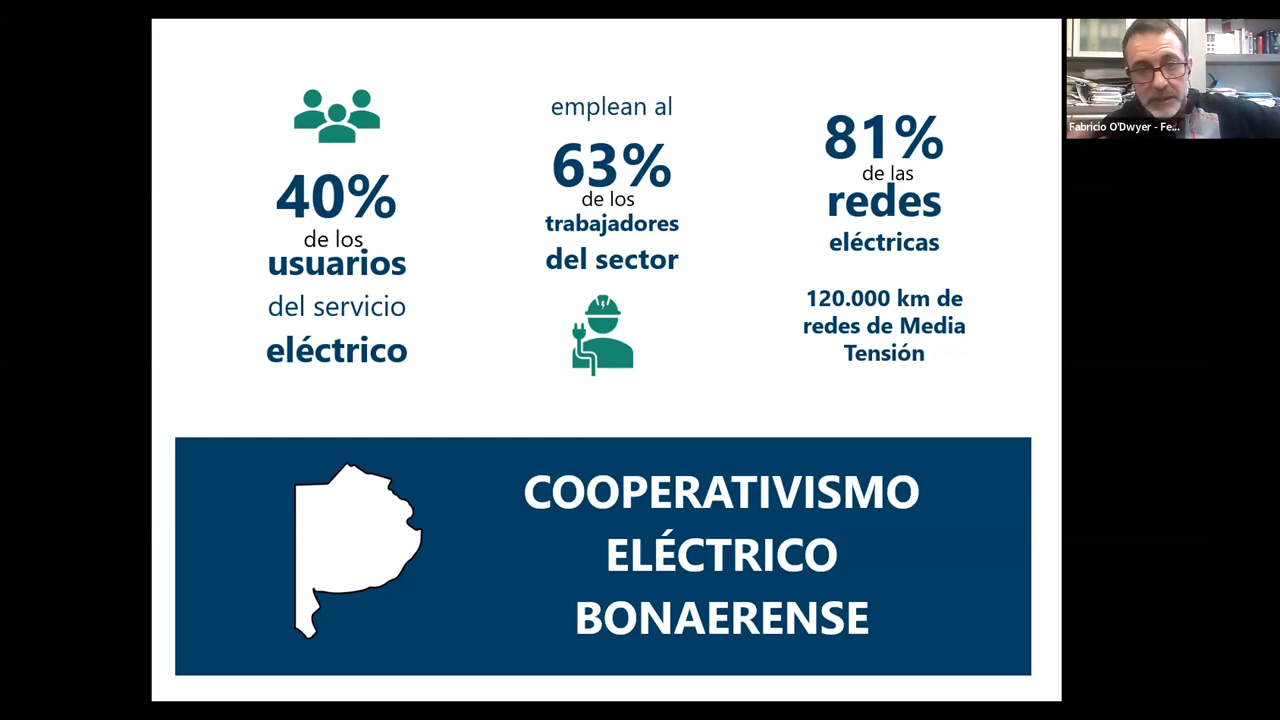 40%
de los
usuarios
del servicio
eléctrico
emplean al
63%
de los
trabajadores
del sector
81%
de las
redes
eléctricas
120.000 km de
redes de Media
Tensión
COOPERATIVISMO
ELÉCTRICO
BONAERENSE
Fabricio O'Dwyer - Fe...